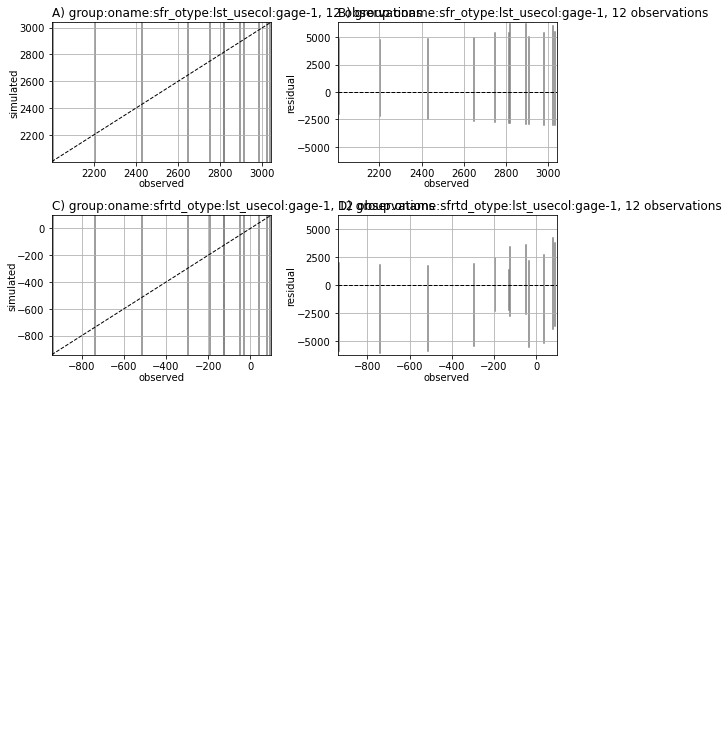 A) group:oname:sfr_otype:lst_usecol:gage-1, 12 observations
B) group:oname:sfr_otype:lst_usecol:gage-1, 12 observations
3000
2800
2600
2400
2200
simulated
2200 2400 2600 2800 3000
observed
5000
2500
0
−2500
−5000
residual
2200 2400 2600 2800 3000
observed
C) group:oname:sfrtd_otype:lst_usecol:gage-1, 12 observations
D) group:oname:sfrtd_otype:lst_usecol:gage-1, 12 observations
0
−200
−400
−600
−800
simulated
−800 −600 −400 −200 0
observed
5000
2500
0
−2500
−5000
residual
−800 −600 −400 −200 0
observed